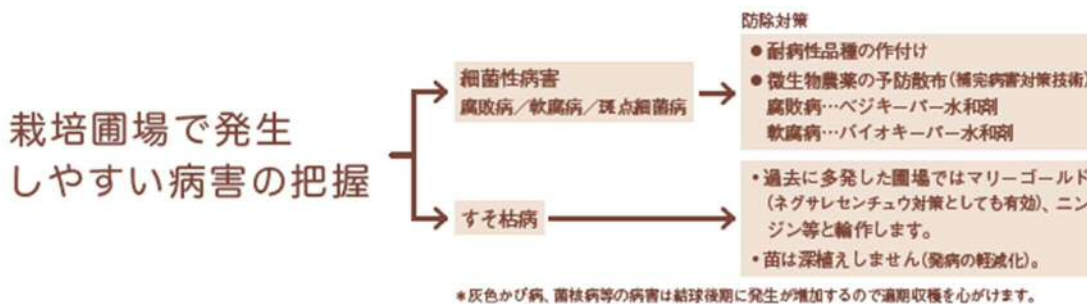 栽培圃場で発生
しやすい病害の把握
細菌性病害
腐敗病／軟腐病／斑点細菌病
すそ枯病
防除対策
●耐病性品種の作付け
●微生物農薬の予防散布(補完病害対策技術)
腐敗病…ベジキーパー水和剤
軟腐病…バイオキーパー水和剤
•過去に多発した圃場ではマリーゴールド
(ネグサレセンチュウ対策としても有効)、ニン
ジン等と輪作します。
•苗は深植えしません(発病の軽減化)。
*灰色かび病、菌核病等の病害は結球後期に発生が増加するので適期収穫を心がけます。